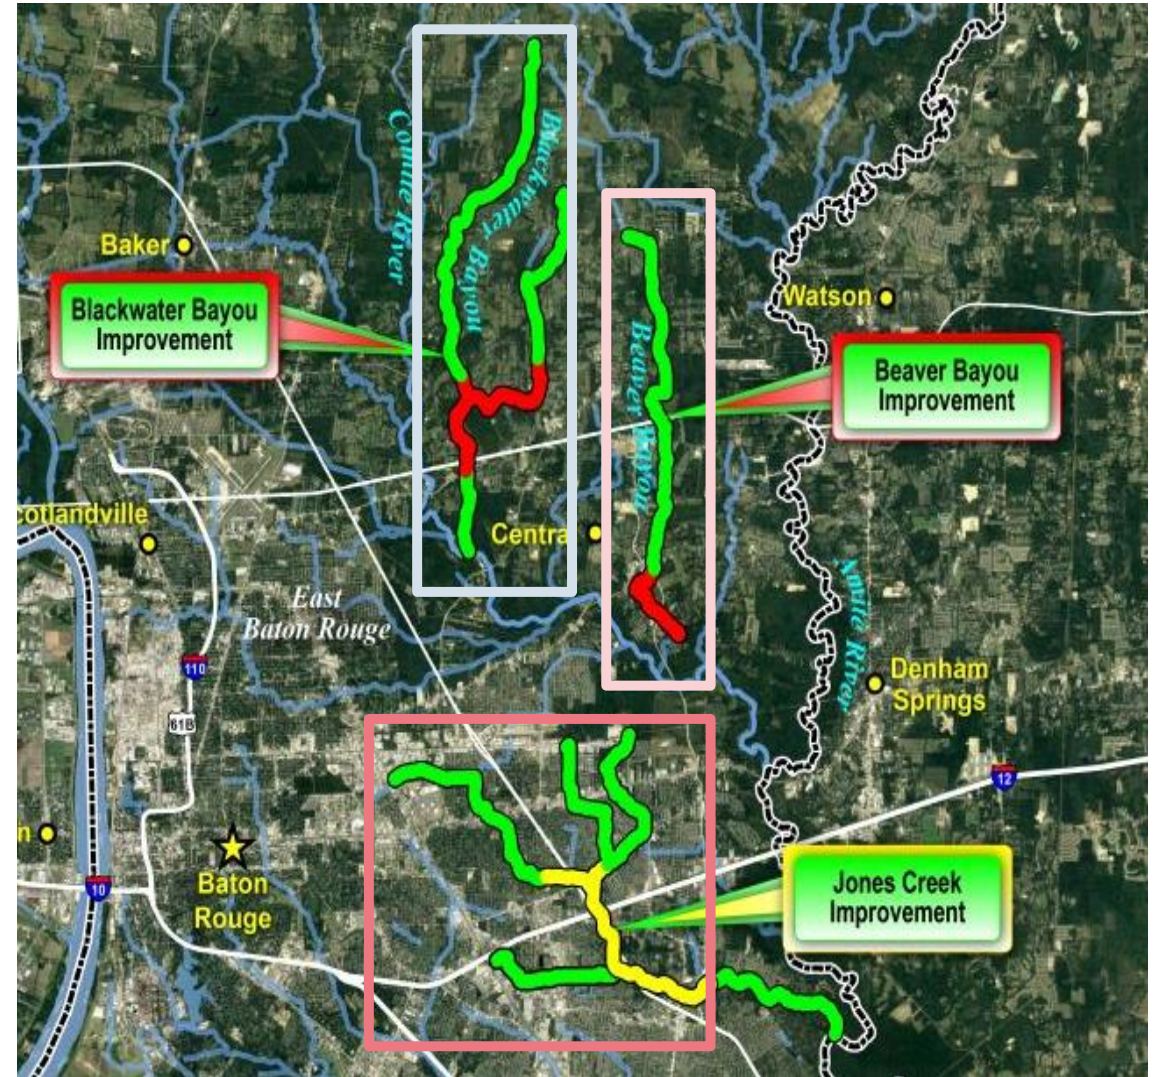 Comite River
Blackwater Bayou
Baker
Blackwater Bayou
Improvement
Watson
Beaver Bayou
Beaver Bayou
Improvement
cotlandville
Centra
East
Baton Rouge
Amite River
110
Denham
Springs
61B
12
n
Baton
Rouge
10
Jones Creek
Improvement